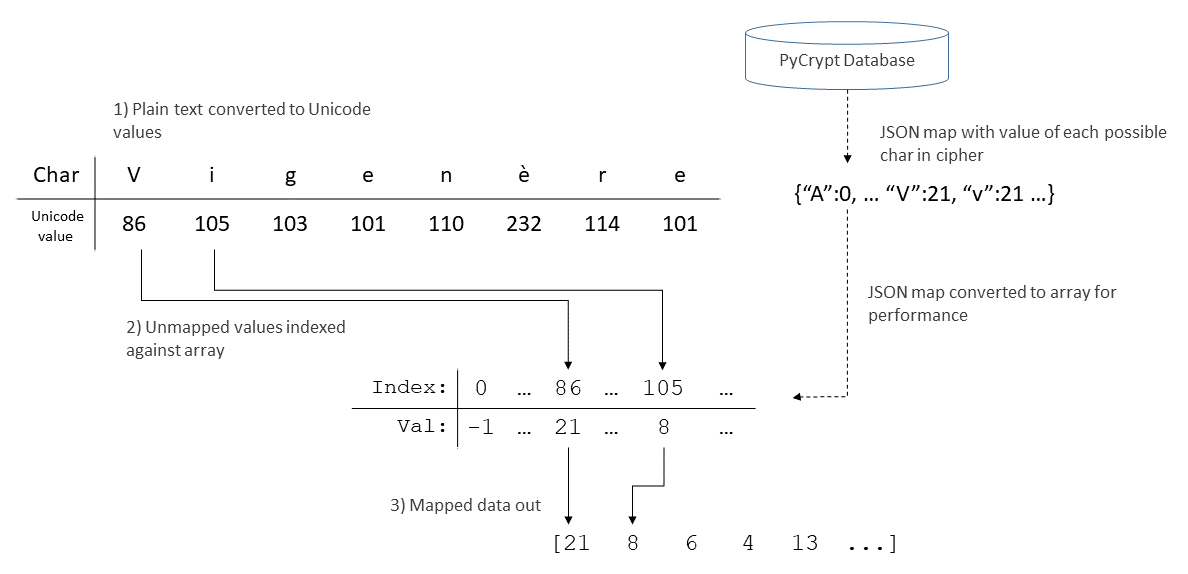 PyCrypt Database
1) Plain text converted to Unicode
values
JSON map with value of each possible
char in cipher
Char V i g e n è r e
{“A”:0, … “V”:21, “v”:21 …}
Unicode
value
86 105 103 101 110 232 114 101
JSON map converted to array for
performance
2) Unmapped values indexed
against array
Index: 0 … 86 … 105 …
Val: -1 … 21 … 8 …
3) Mapped data out
[21 8 6 4 13 ...]